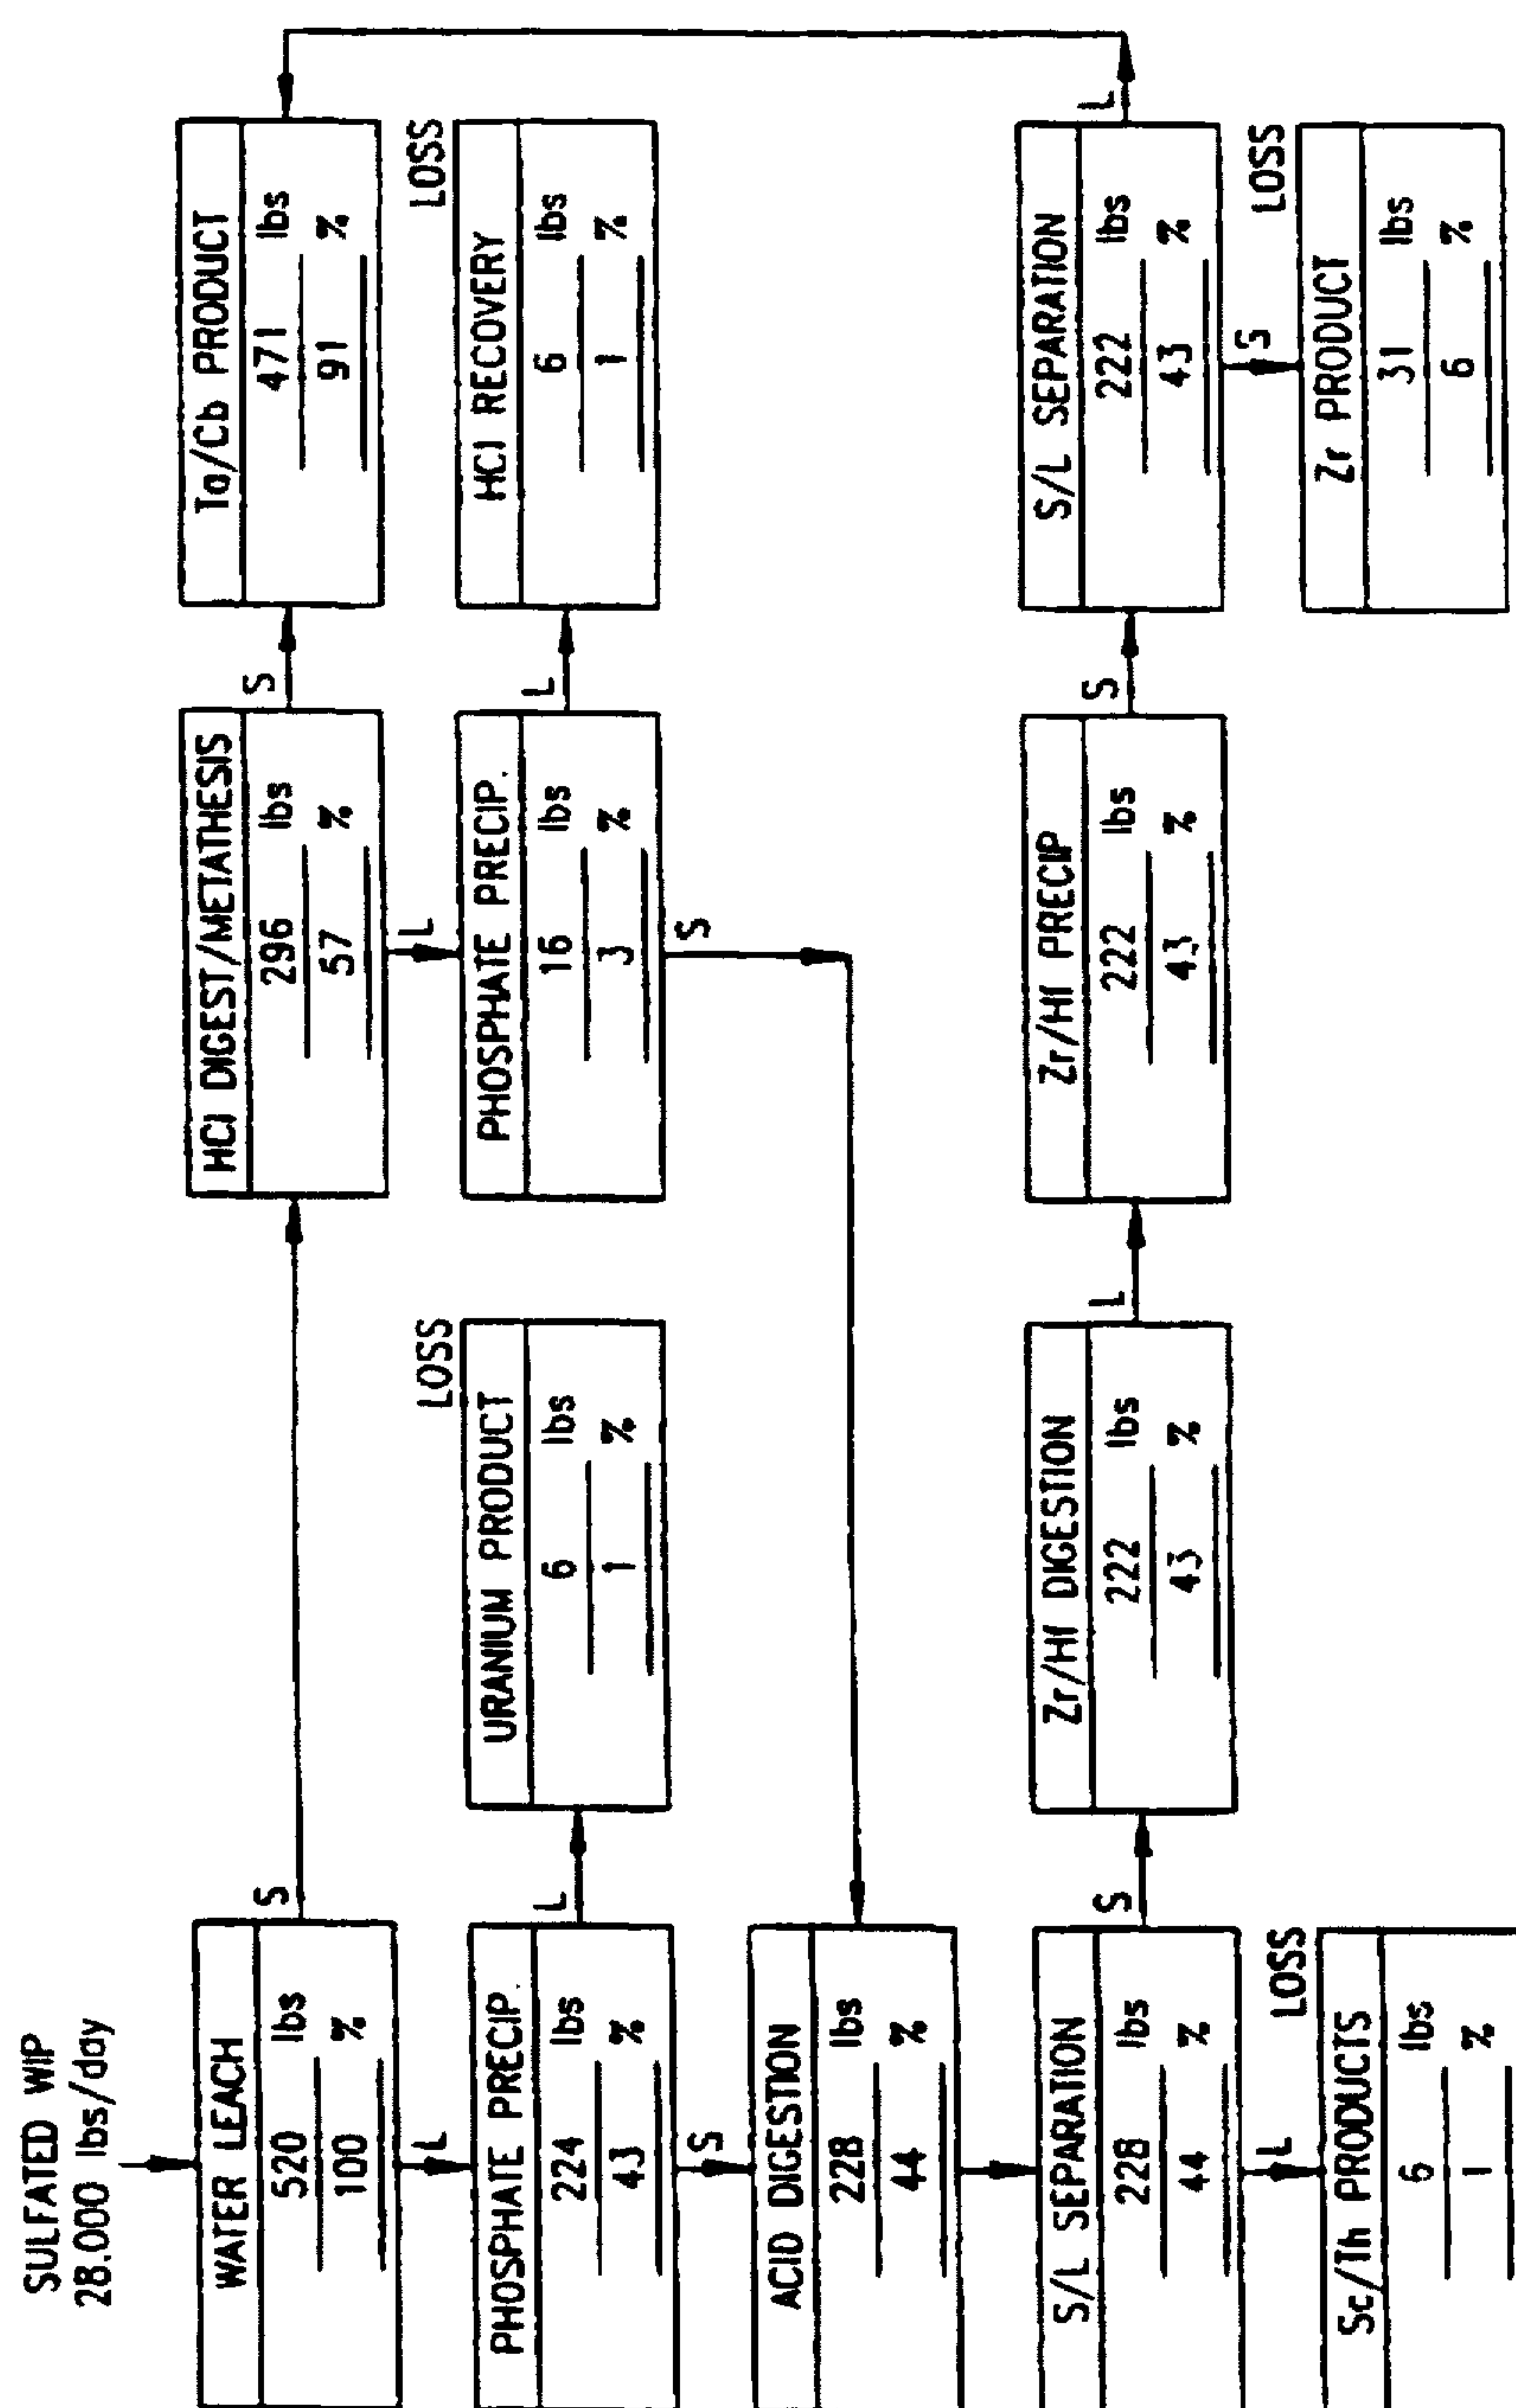 SULFATED WIP
28.000 lbs/day
WATER LEACH
520 lbs
100 %
S
L
HCl DIGEST/METATHESIS
296 lbs
57 %
S
L
Ta/Cb PRODUCT
471 lbs
91 %
PHOSPHATE PRECIP.
224 lbs
43 %
L
S
LOSS
URANIUM PRODUCT
6 lbs
1 %
PHOSPHATE PRECIP.
16 lbs
3 %
L
S
LOSS
HCl RECOVERY
6 lbs
1 %
ACID DIGESTION
228 lbs
44 %
S/L SEPARATION
228 lbs
44 %
S
L
Zr/Hf DIGESTION
222 lbs
43 %
L
Zr/Hf PRECIP
222 lbs
43 %
S
S/L SEPARATION
222 lbs
43 %
L
S
LOSS
Sc/Th PRODUCTS
6 lbs
1 %
LOSS
Zr PRODUCT
31 lbs
6 %